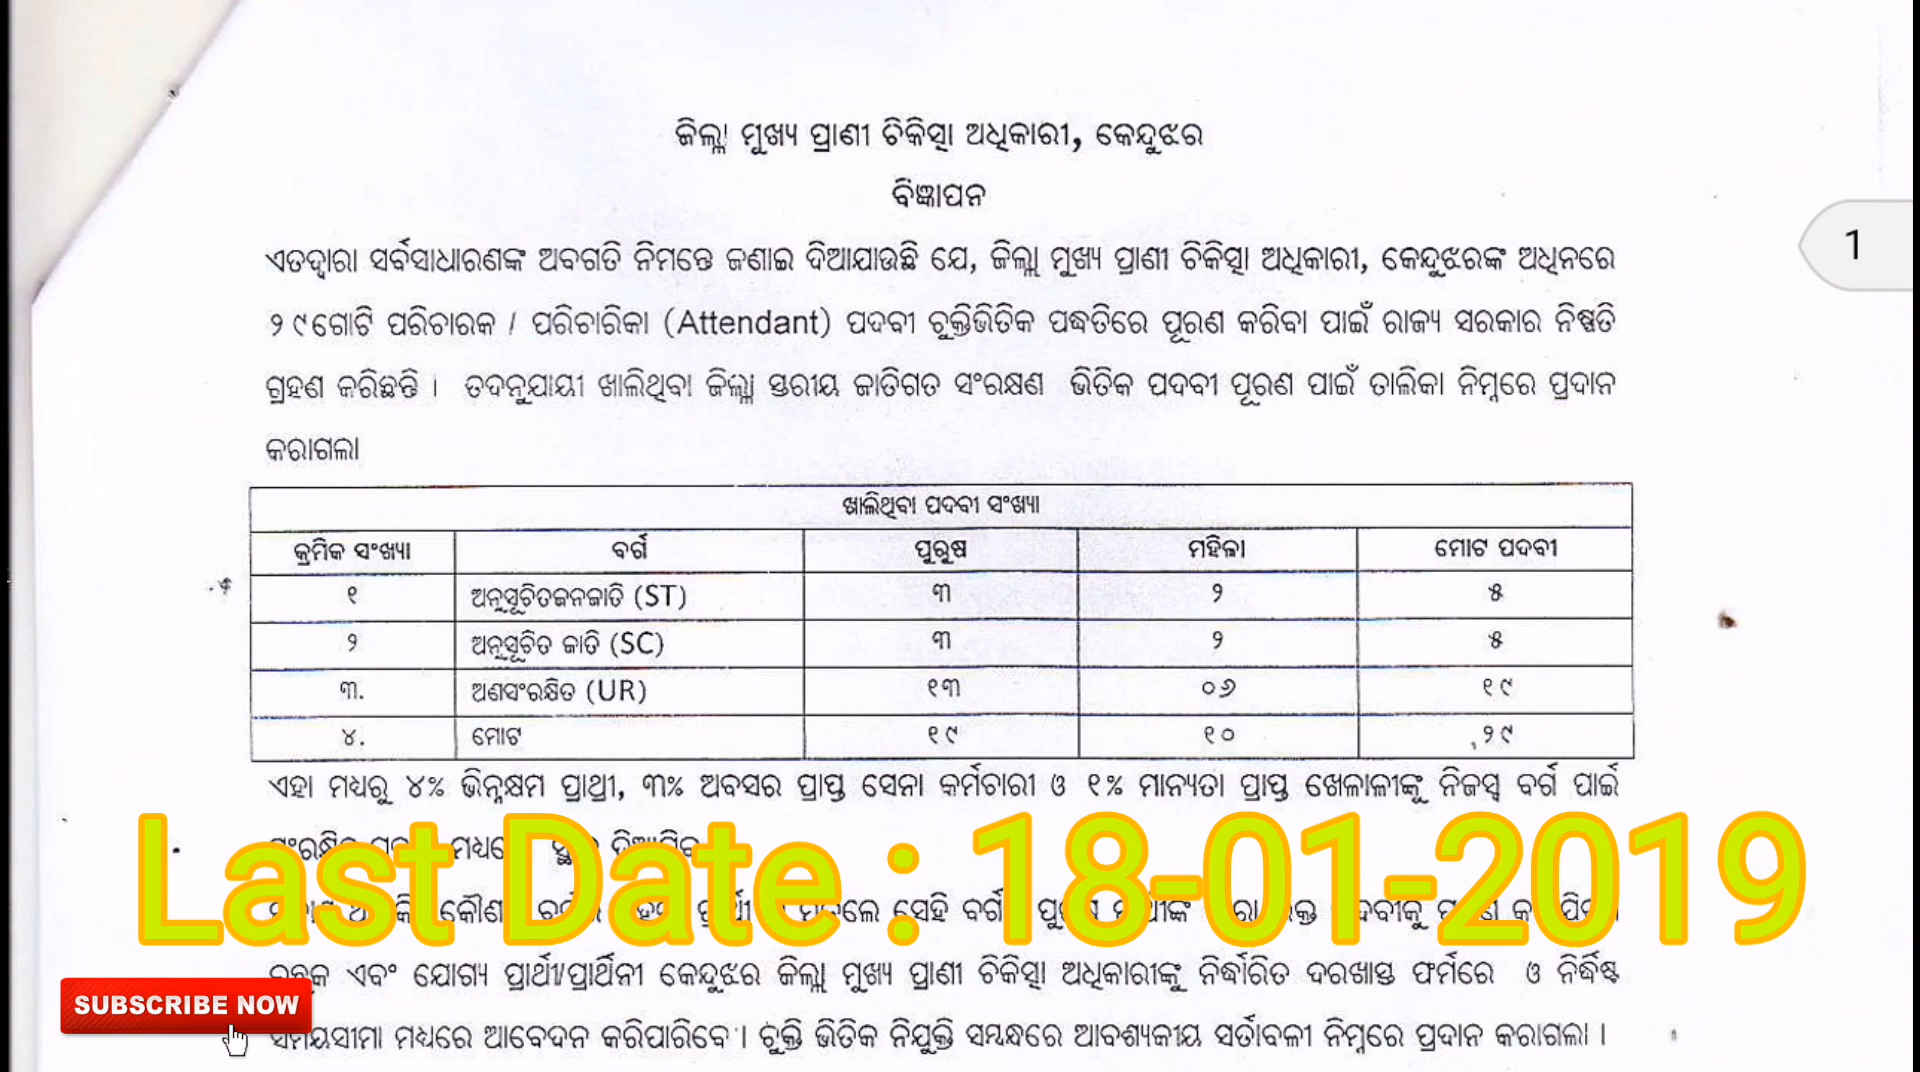 ଜିଲ୍ଲା ମୁଖ୍ୟ ପ୍ରାଣୀ ଚିକିତ୍ସା ଅଧିକାରୀ, କେନ୍ଦୁଝର
ବିଜ୍ଞାପନ
1
ଏତଦ୍ଵାରା ସର୍ବସାଧାରଣଙ୍କ ଅବଗତି ନିମନ୍ତେ ଜଣାଇ ଦିଆଯାଉଛି ଯେ, ଜିଲ୍ଲା ମୁଖ୍ୟ ପ୍ରାଣୀ ଚିକିତ୍ସା ଅଧିକାରୀ, କେନ୍ଦୁଝରଙ୍କ ଅଧିନରେ
୨୯ଗୋଟି ପରିଚାରକ / ପରିଚାରିକା (Attendant) ପଦବୀ ଚୁକ୍ତିଭିତିକ ପଦ୍ଧତିରେ ପୂରଣ କରିବା ପାଇଁ ରାଜ୍ୟ ସରକାର ନିଷ୍ପତି
ଗ୍ରହଣ କରିଛନ୍ତି । ତଦନୁଯାୟୀ ଖାଲିଥିବା ଜିଲ୍ଲା ସ୍ତରୀୟ ଜାତିଗତ ସଂରକ୍ଷଣ ଭିତିକ ପଦବୀ ପୂରଣ ପାଇଁ ତାଲିକା ନିମ୍ନରେ ପ୍ରଦାନ
କରାଗଲା
ଖାଲିଥିବା ପଦବୀ ସଂଖ୍ୟା
କ୍ରମିକ ସଂଖ୍ୟା ବର୍ଗ ପୁରୁଷ ମହିଳା ମୋଟ ପଦବୀ
୧ ଅନୁସୂଚିତଜନଜାତି (ST) ୩ ୨ ୫
୨ ଅନୁସୂଚିତ ଜାତି (SC) ୩ ୨ ୫
୩. ଅଣସଂରକ୍ଷିତ (UR) ୧୩ ୦୬ ୧୯
୪. ମୋଟ ୧୯ ୧୦ ୨୯
ଏହା ମଧ୍ୟରୁ ୪% ଭିନ୍ନକ୍ଷମ ପ୍ରାଥୀ, ୩% ଅବସର ପ୍ରାପ୍ତ ସେନା କର୍ମଚାରୀ ଓ ୧% ମାନ୍ୟତା ପ୍ରାପ୍ତ ଖେଳାଳୀଙ୍କୁ ନିଜସ୍ଵ ବର୍ଗ ପାଇଁ
Last Date : 18-01-2019
ସେହି ବର୍ଗ
ଏବଂ ଯୋଗ୍ୟ ପ୍ରାର୍ଥୀ/ପ୍ରାର୍ଥିନୀ କେନ୍ଦୁଝର ଜିଲ୍ଲା ମୁଖ୍ୟ ପ୍ରାଣୀ ଚିକିତ୍ସା ଅଧିକାରୀଙ୍କୁ ନିର୍ଦ୍ଧାରିତ ଦରଖାସ୍ତ ଫର୍ମରେ ଓ ନିର୍ଦ୍ଧିଷ୍ଟ
SUBSCRIBE NOW
ସମୟସୀମା ମଧ୍ୟରେ ଆବେଦନ କରିପାରିବେ । ଚୁକ୍ତି ଭିତିକ ନିଯୁକ୍ତି ସମ୍ବନ୍ଧରେ ଆବଶ୍ୟକୀୟ ସର୍ତାବଳୀ ନିମ୍ନରେ ପ୍ରଦାନ କରାଗଲା ।